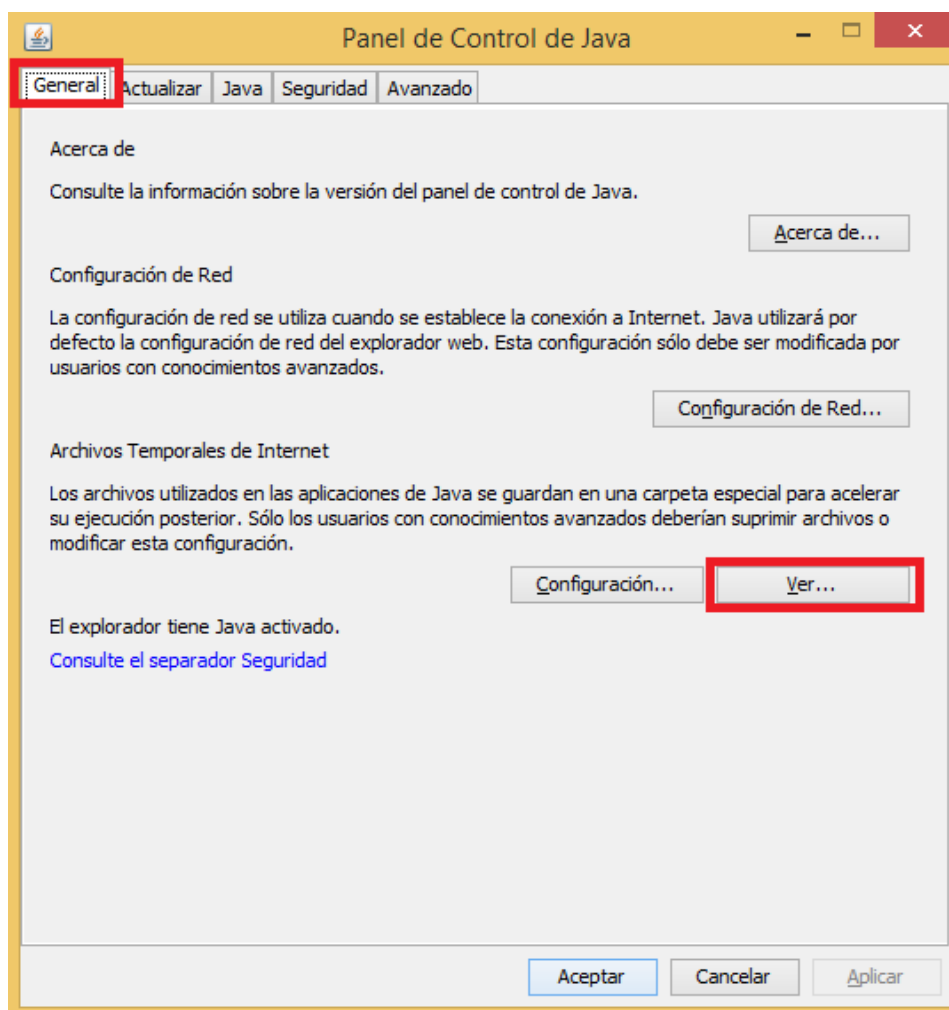 Panel de Control de Java
General
Actualizar
Java
Seguridad
Avanzado
Acerca de
Consulte la información sobre la versión del panel de control de Java.
Acerca de...
Configuración de Red
La configuración de red se utiliza cuando se establece la conexión a Internet. Java utilizará por
defecto la configuración de red del explorador web. Esta configuración sólo debe ser modificada por
usuarios con conocimientos avanzados.
Configuración de Red...
Archivos Temporales de Internet
Los archivos utilizados en las aplicaciones de Java se guardan en una carpeta especial para acelerar
su ejecución posterior. Sólo los usuarios con conocimientos avanzados deberían suprimir archivos o
modificar esta configuración.
Configuración...
Ver...
El explorador tiene Java activado.
Consulte el separador Seguridad
Aceptar
Cancelar
Aplicar